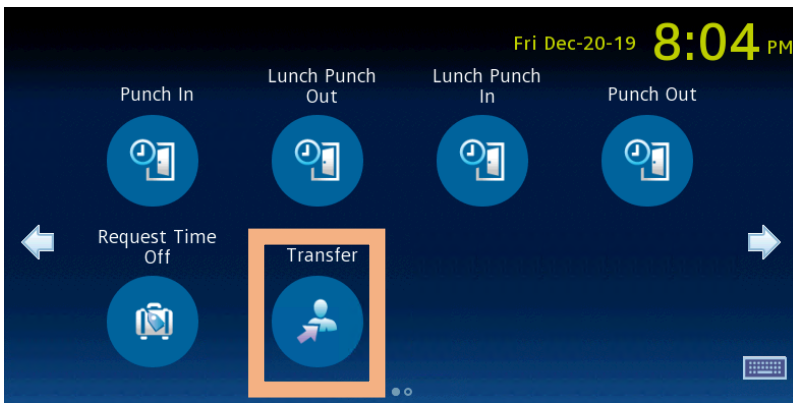 Fri Dec-20-19 8:04 PM
Punch In
Lunch Punch
Out
Lunch Punch
In
Punch Out
Request Time
Off
Transfer